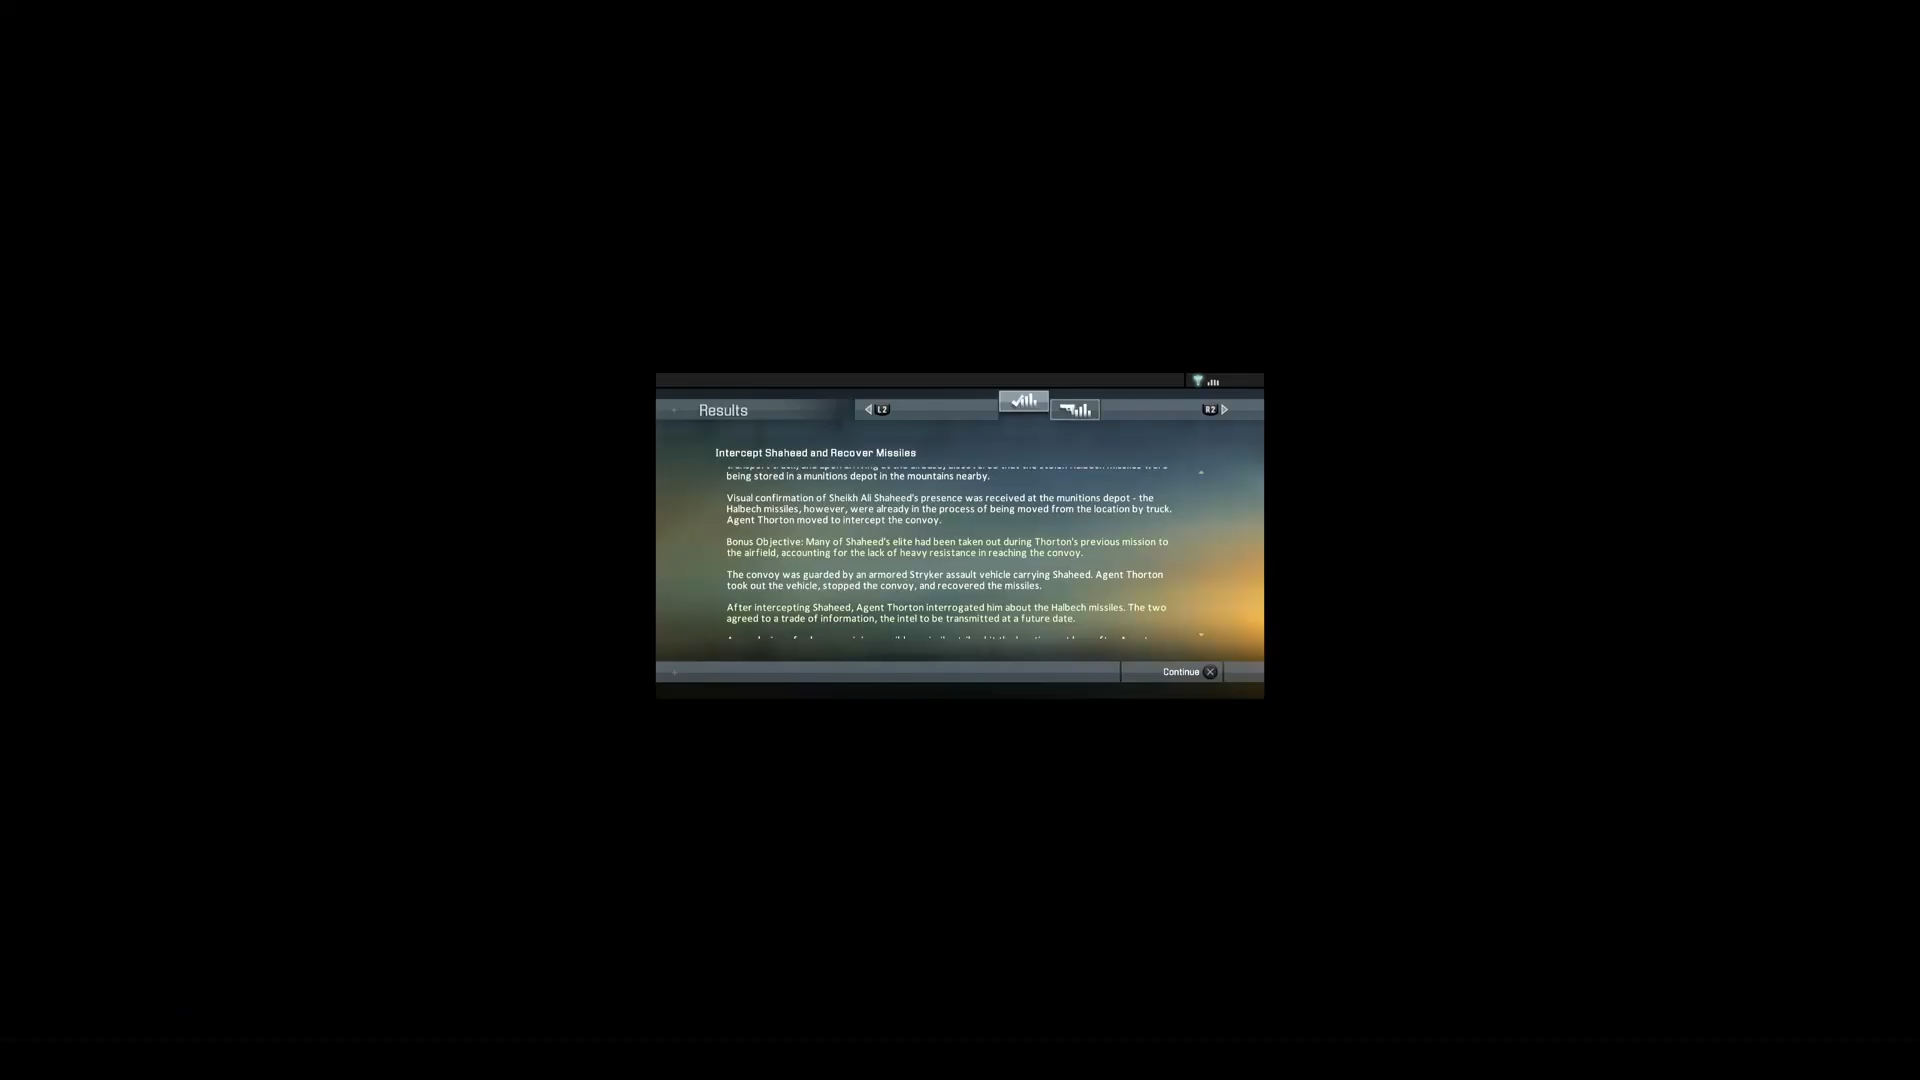 Results
L2
R2
Intercept Shaheed and Recover Missiles
being stored in a munitions depot in the mountains nearby.
Visual confirmation of Sheikh Ali Shaheed's presence was received at the munitions depot - the
Halbech missiles, however, were already in the process of being moved from the location by truck.
Agent Thorton moved to intercept the convoy.
Bonus Objective: Many of Shaheed's elite had been taken out during Thorton's previous mission to
the airfield, accounting for the lack of heavy resistance in reaching the convoy.
The convoy was guarded by an armored Stryker assault vehicle carrying Shaheed. Agent Thorton
took out the vehicle, stopped the convoy, and recovered the missiles.
After intercepting Shaheed, Agent Thorton interrogated him about the Halbech missiles. The two
agreed to a trade of information, the intel to be transmitted at a future date.
Continue